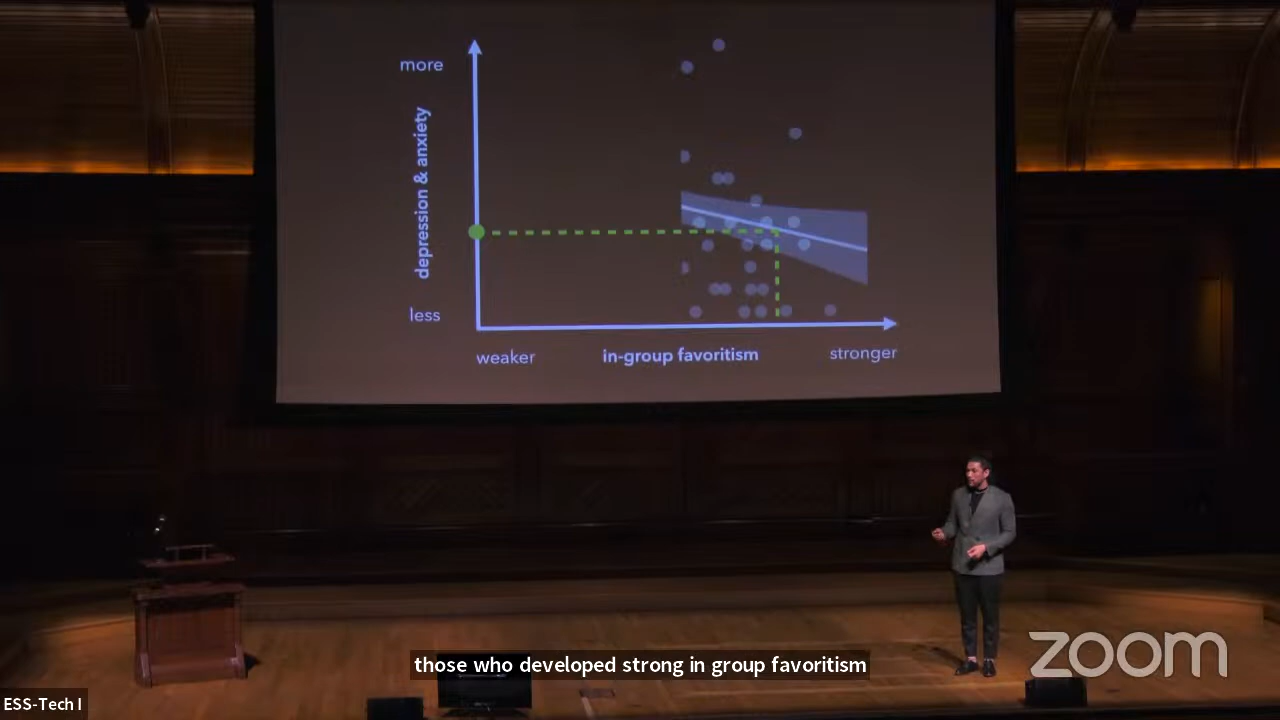 more
depression & anxiety
less
weaker
in-group favoritism
stronger
those who developed strong in group favoritism
zoom
ESS-Tech I